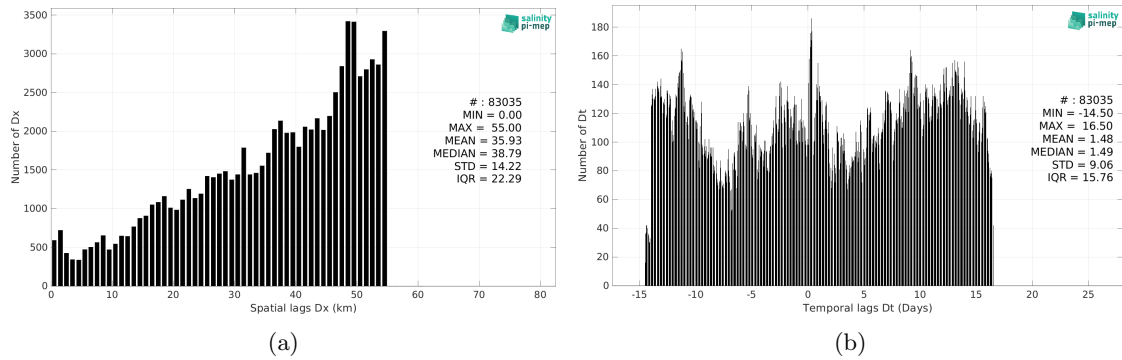 salinity
pi-mep
3500
3000
2500
2000
1500
1000
500
0
Number of Dx
# : 83035
MIN = 0.00
MAX = 55.00
MEAN = 35.93
MEDIAN = 38.79
STD = 14.22
IQR = 22.29
0 10 20 30 40 50 60 70 80
Spatial lags Dx (km)
(a)
salinity
pi-mep
180
160
140
120
100
80
60
40
20
0
Number of Dt
# : 83035
MIN = -14.50
MAX = 16.50
MEAN = 1.48
MEDIAN = 1.49
STD = 9.06
IQR = 15.76
-15 -10 -5 0 5 10 15 20 25
Temporal lags Dt (Days)
(b)